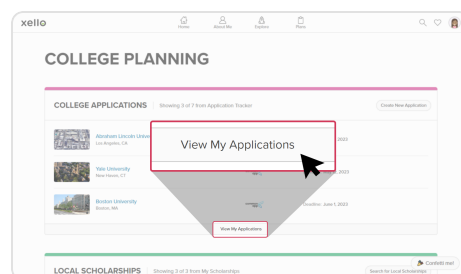 xello
Home
About Me
Explore
Plans
COLLEGE PLANNING
COLLEGE APPLICATIONS
Showing 3 of 7 from Application Tracker
Create New Application
Abraham Lincoln Unive
Los Angeles, CA
, 2023
View My Applications
Yale University
New Haven, CT
, 2023
Boston University
Boston, MA
Deadline: June 1, 2023
View My Applications
LOCAL SCHOLARSHIPS
Showing 3 of 3 from My Scholarships
Search for Local Scholarships
Confetti me!